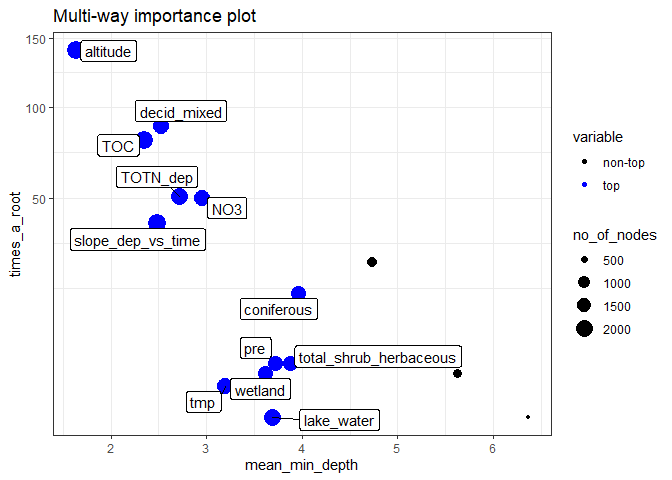 Multi-way importance plot
150
100
50
times_a_root
altitude
decid_mixed
TOC
TOTN_dep
NO3
slope_dep_vs_time
coniferous
pre
total_shrub_herbaceous
wetland
tmp
lake_water
2 3 4 5 6
mean_min_depth
variable
non-top
top
no_of_nodes
500
1000
1500
2000